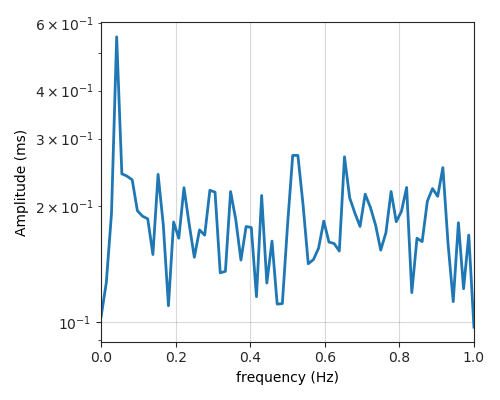 6 × 10⁻¹
4 × 10⁻¹
3 × 10⁻¹
2 × 10⁻¹
10⁻¹
Amplitude (ms)
0.0 0.2 0.4 0.6 0.8 1.0
frequency (Hz)